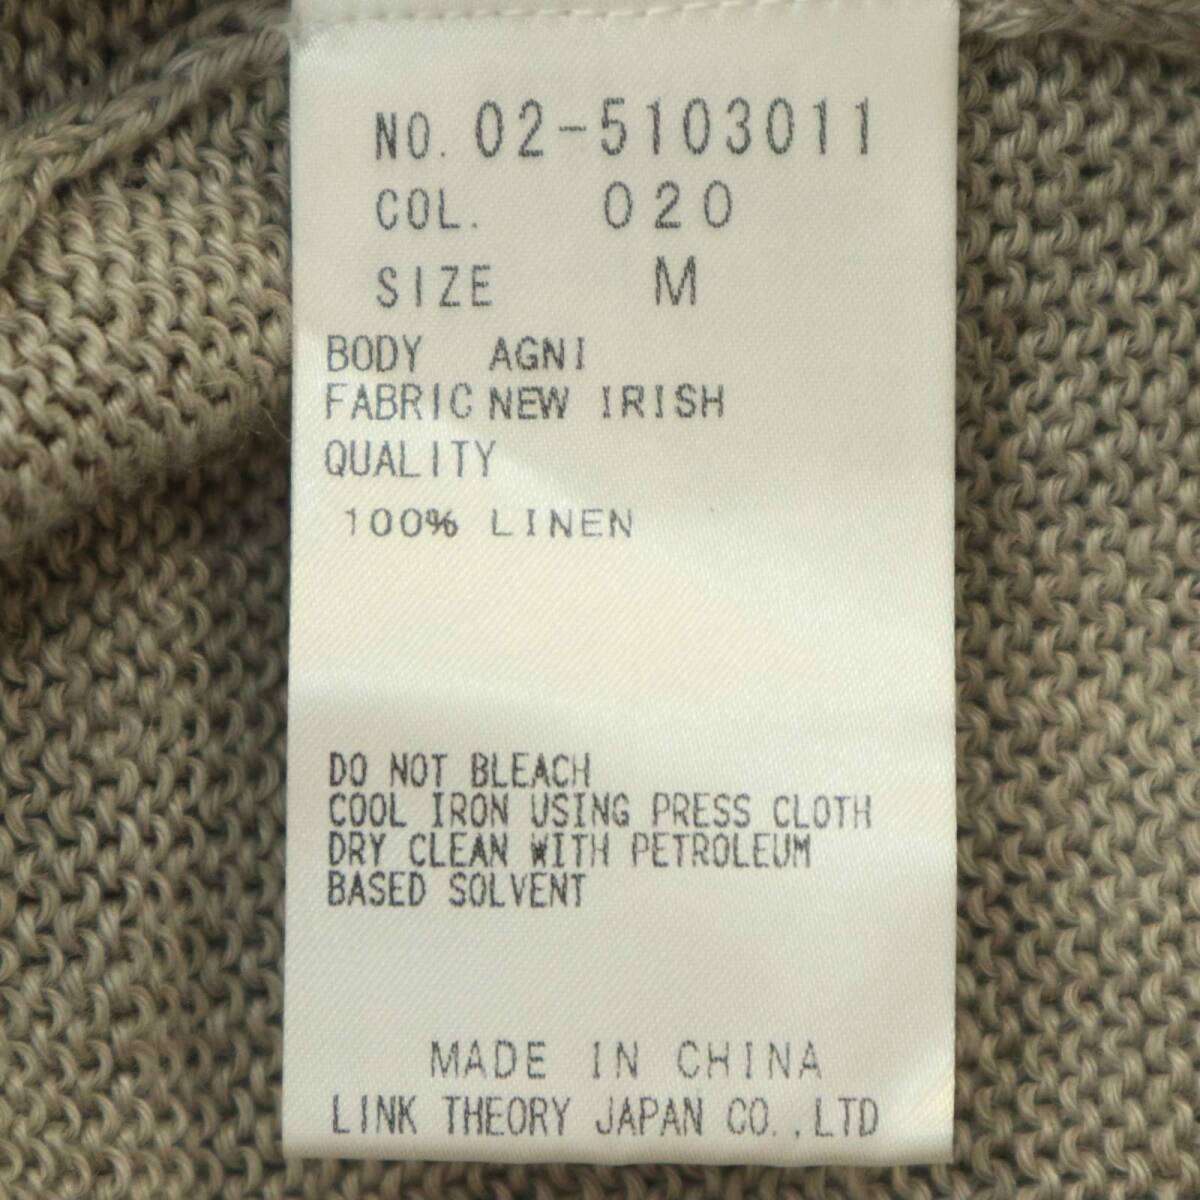 NO. 02-5103011
COL. 020
SIZE M
BODY AGNI
FABRIC NEW IRISH
QUALITY
100% LINEN
DO NOT BLEACH
COOL IRON USING PRESS CLOTH
DRY CLEAN WITH PETROLEUM
BASED SOLVENT
MADE IN CHINA
LINK THEORY JAPAN CO.,LTD